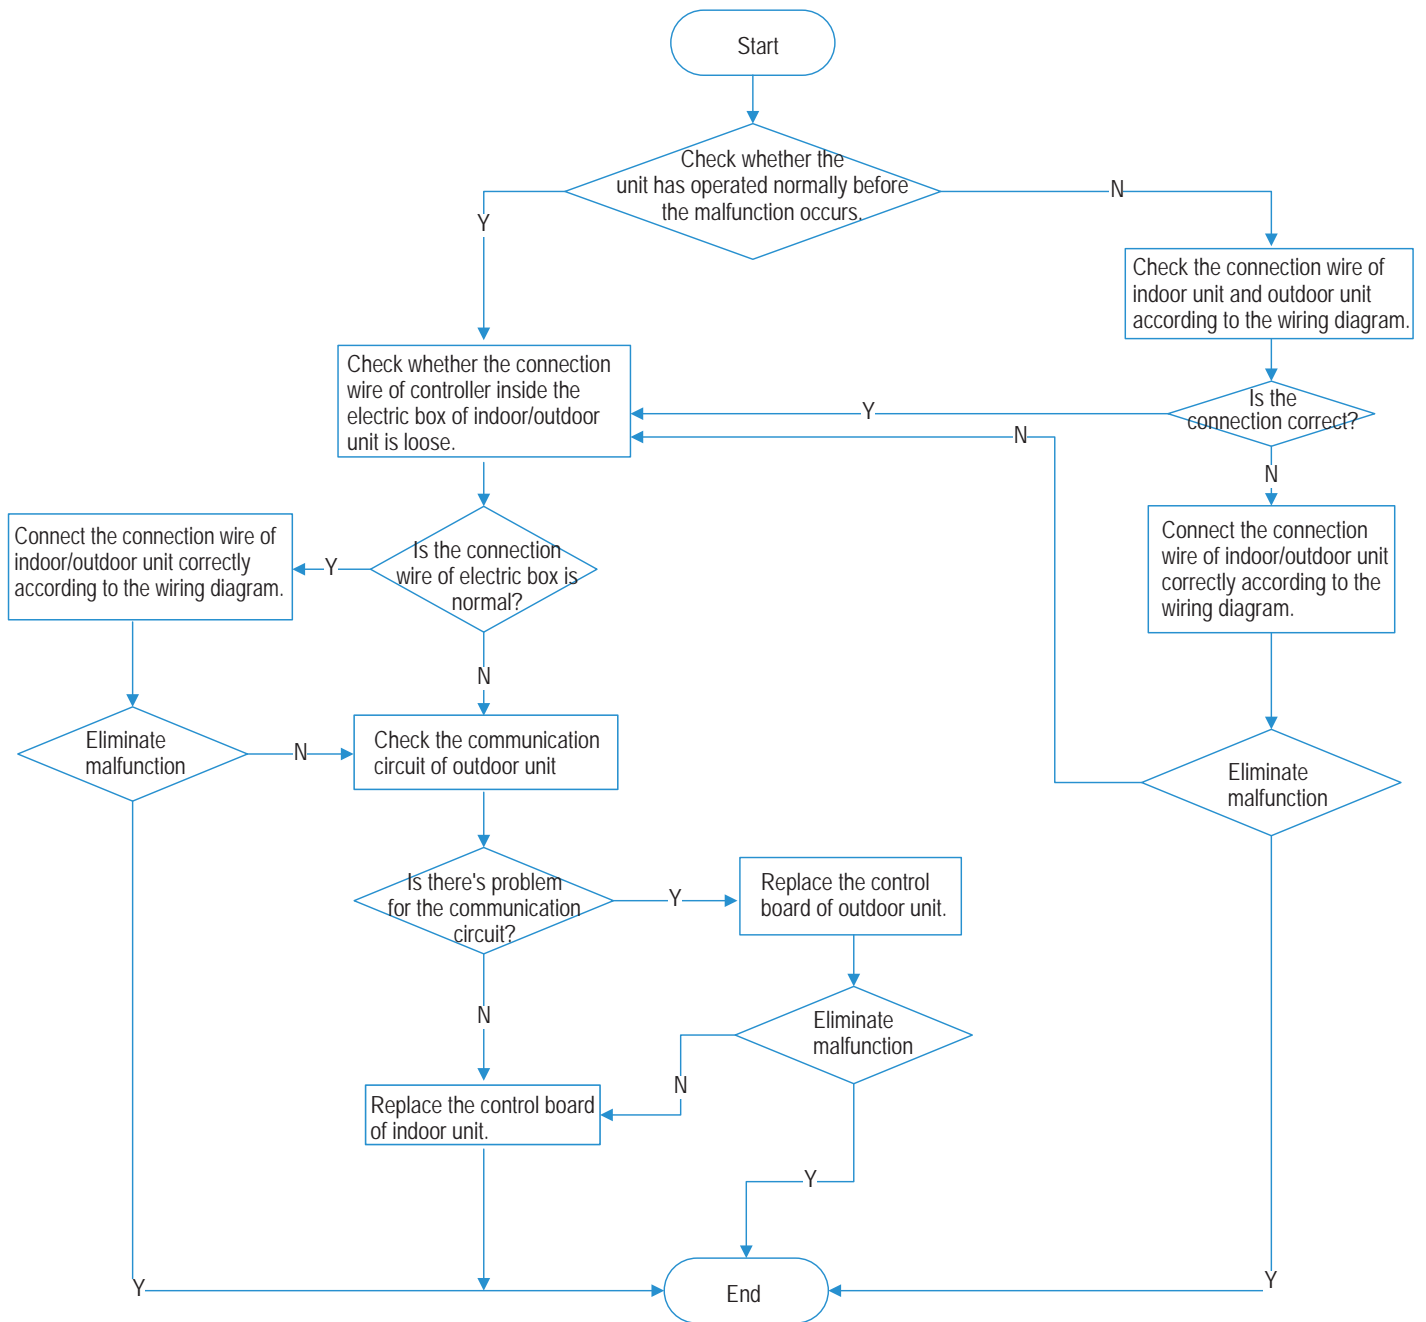 Start
Check whether the
unit has operated normally before
the malfunction occurs.
N
Y
Check the connection wire of
indoor unit and outdoor unit
according to the wiring diagram.
Check whether the connection
wire of controller inside the
electric box of indoor/outdoor
unit is loose.
Y
Is the
connection correct?
N
N
Connect the connection wire of
indoor/outdoor unit correctly
according to the wiring diagram.
Y
Is the connection
wire of electric box is
normal?
Connect the connection
wire of indoor/outdoor unit
correctly according to the
wiring diagram.
N
Eliminate
malfunction
N
Check the communication
circuit of outdoor unit
Eliminate
malfunction
Is there's problem
for the communication
circuit?
Y
Replace the control
board of outdoor unit.
N
Eliminate
malfunction
N
Replace the control board
of indoor unit.
Y
Y
End
Y